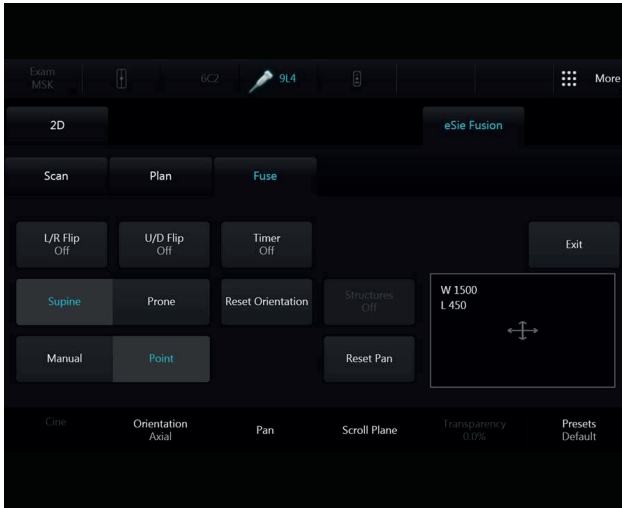 Exam
MSK
6C2
9L4
More
2D
eSie Fusion
Scan
Plan
Fuse
L/R Flip
Off
U/D Flip
Off
Timer
Off
Exit
Supine
Prone
Reset Orientation
Structures
Off
W 1500
L 450
Manual
Point
Reset Pan
Cine
Orientation
Axial
Pan
Scroll Plane
Transparency
0.0%
Presets
Default